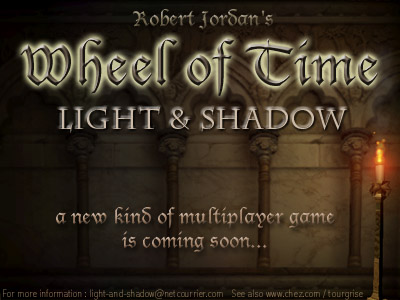 Robert Jordan's
Wheel of Time
LIGHT & SHADOW
a new kind of multiplayer game
is coming soon...
For more information : light-and-shadow@netcourrier.com See also www.chez.com / tourgrise